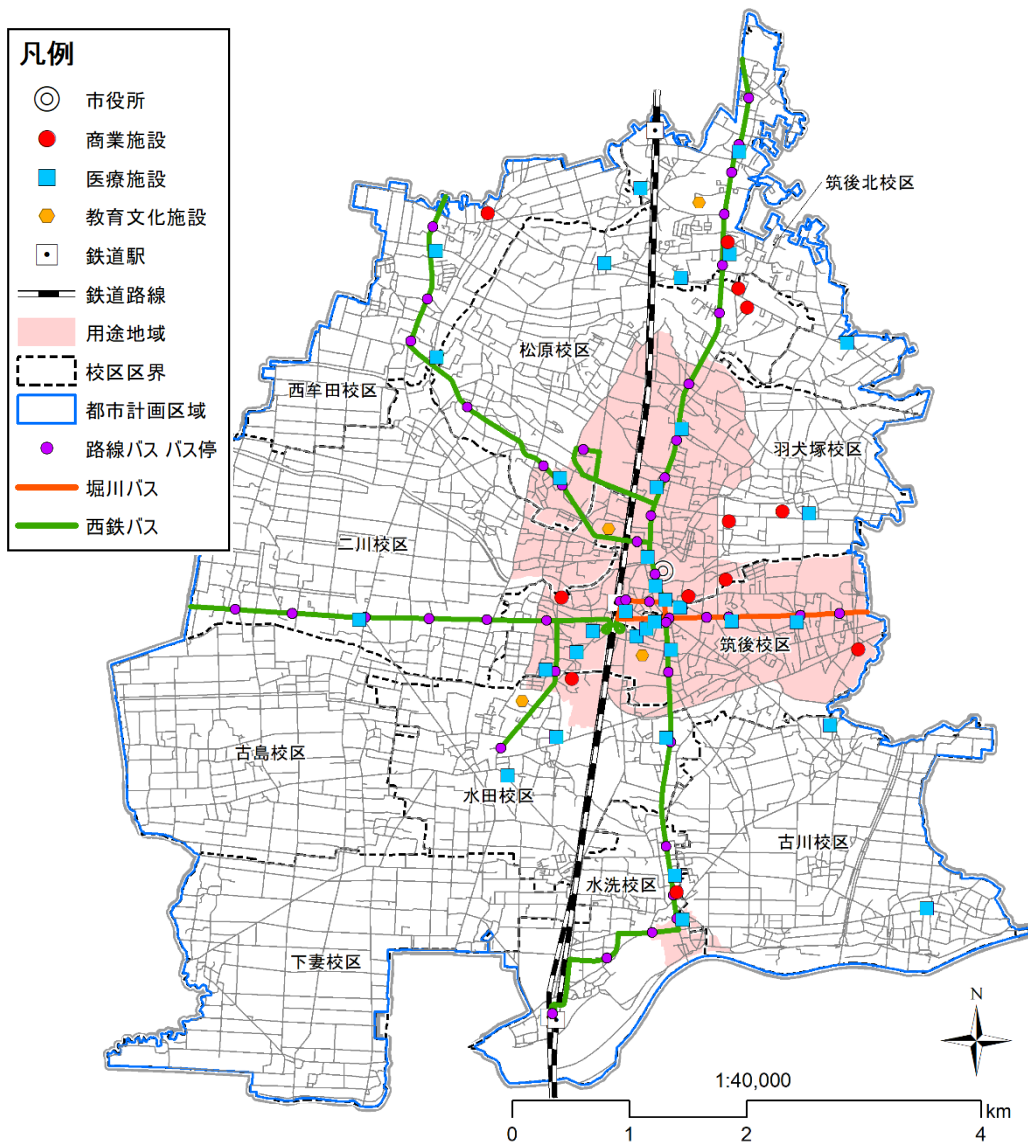 凡例
市役所
商業施設
医療施設
教育文化施設
鉄道駅
鉄道路線
用途地域
校区区界
都市計画区域
路線バス バス停
堀川バス
西鉄バス
筑後北校区
松原校区
西牟田校区
羽犬塚校区
二川校区
筑後校区
古島校区
水田校区
古川校区
水洗校区
下妻校区
N
1:40,000
km
0 1 2 4